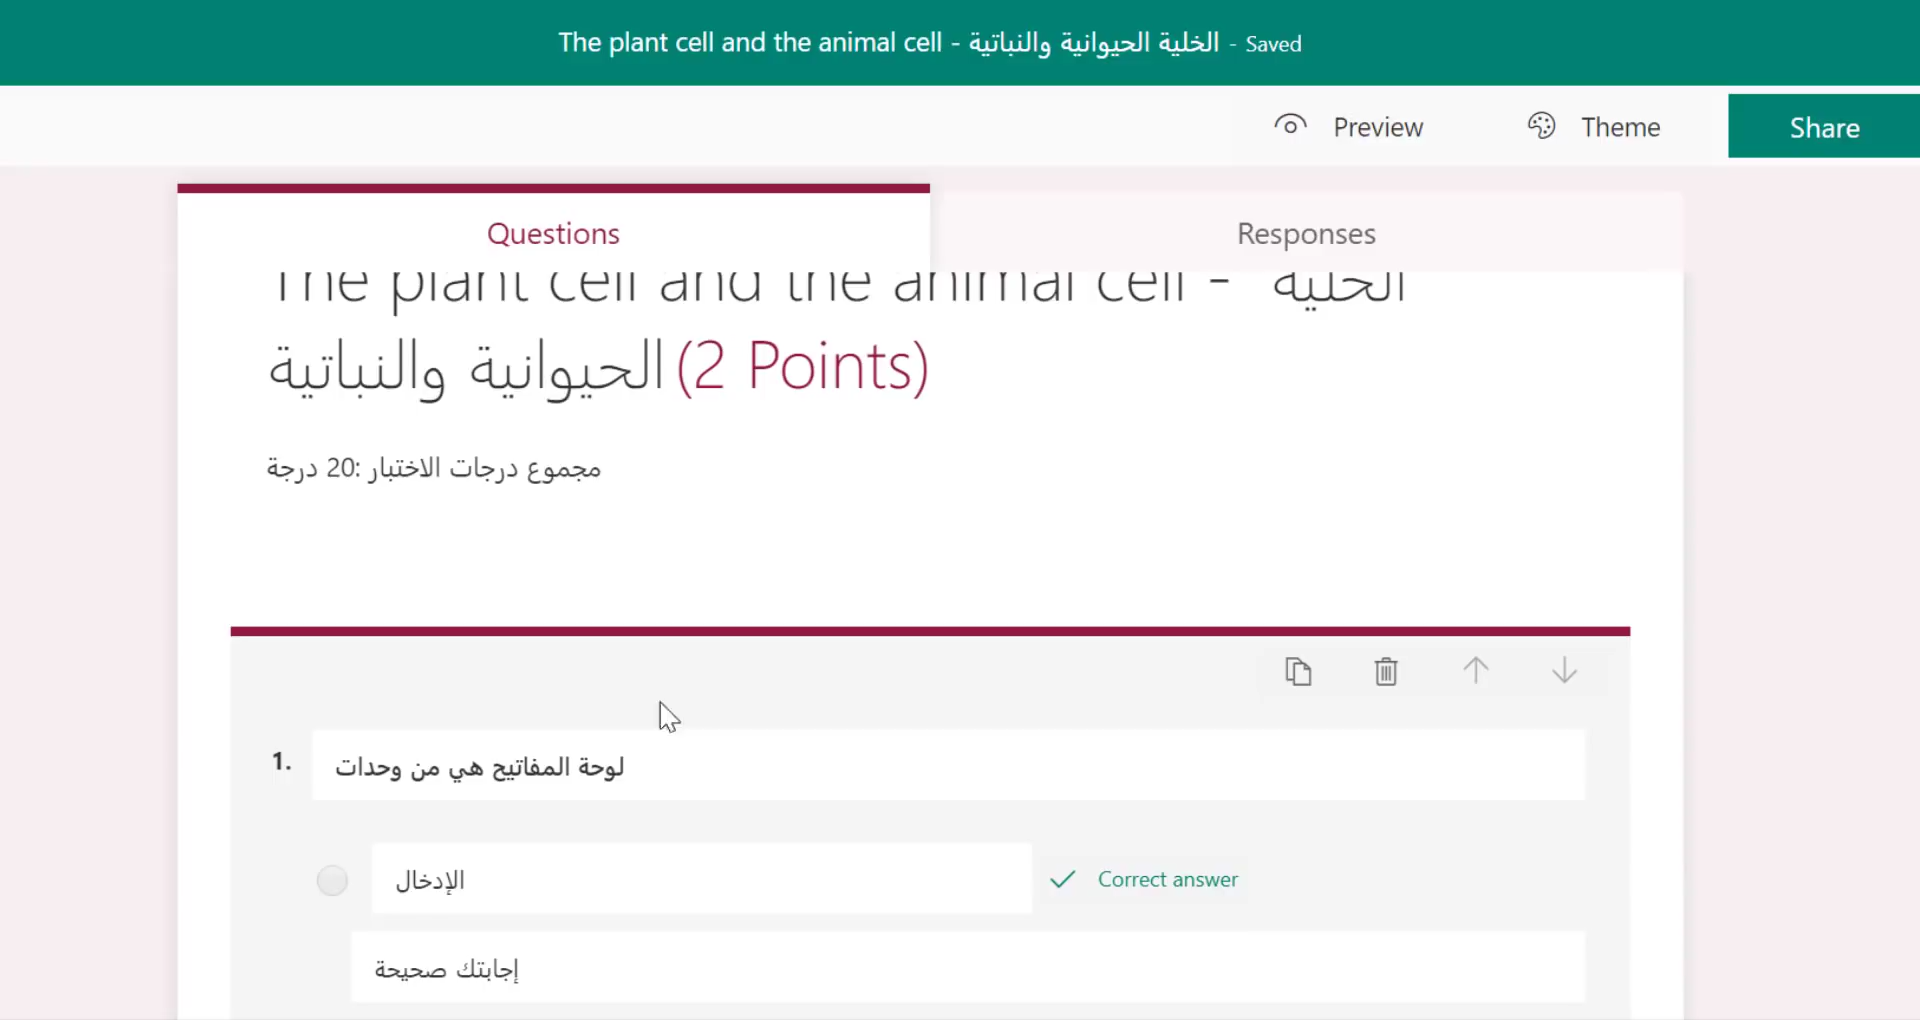 The plant cell and the animal cell - الخلية الحيوانية والنباتية - Saved
Preview
Theme
Share
Questions
Responses
The plant cell and the animal cell - الخلية
الحيوانية والنباتية (2 Points)
مجموع درجات الاختبار :20 درجة
1.
لوحة المفاتيح هي من وحدات
الإدخال
Correct answer
إجابتك صحيحة